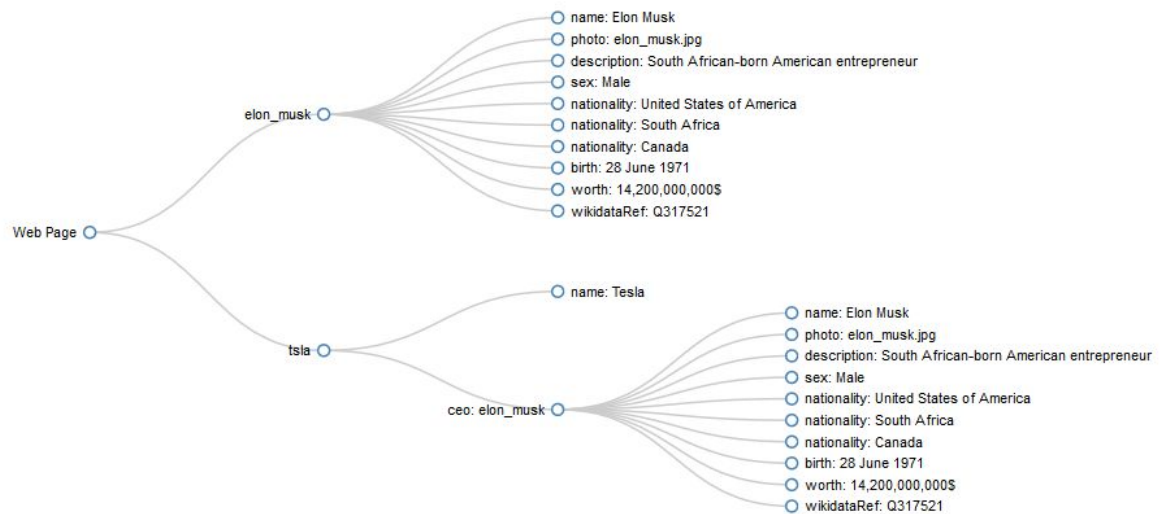 Web Page
elon_musk
name: Elon Musk
photo: elon_musk.jpg
description: South African-born American entrepreneur
sex: Male
nationality: United States of America
nationality: South Africa
nationality: Canada
birth: 28 June 1971
worth: 14,200,000,000$
wikidataRef: Q317521
tsla
name: Tesla
ceo: elon_musk
name: Elon Musk
photo: elon_musk.jpg
description: South African-born American entrepreneur
sex: Male
nationality: United States of America
nationality: South Africa
nationality: Canada
birth: 28 June 1971
worth: 14,200,000,000$
wikidataRef: Q317521